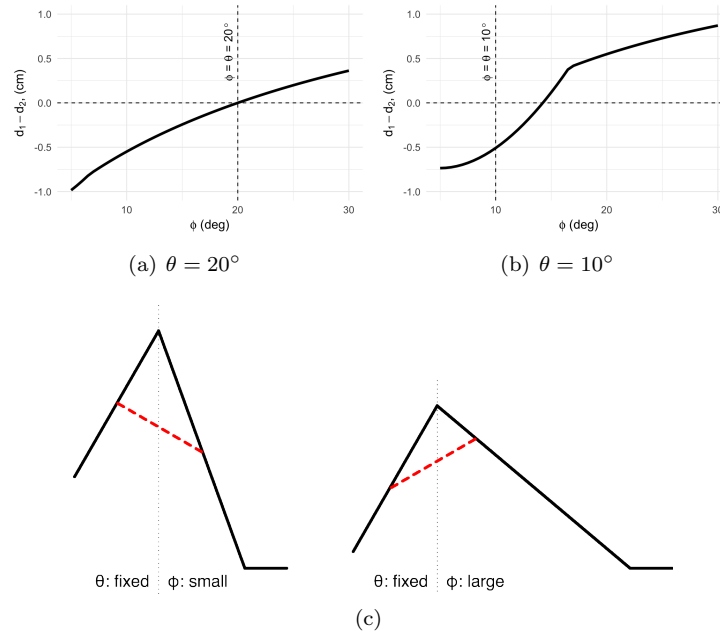 1.0
0.5
0.0
-0.5
-1.0
d₁ − d₂, (cm)
ϕ = θ = 20°
10
20
30
ϕ (deg)
(a) θ = 20°
1.0
0.5
0.0
-0.5
-1.0
d₁ − d₂, (cm)
ϕ = θ = 10°
10
20
30
ϕ (deg)
(b) θ = 10°
θ: fixed
φ: small
θ: fixed
φ: large
(c)